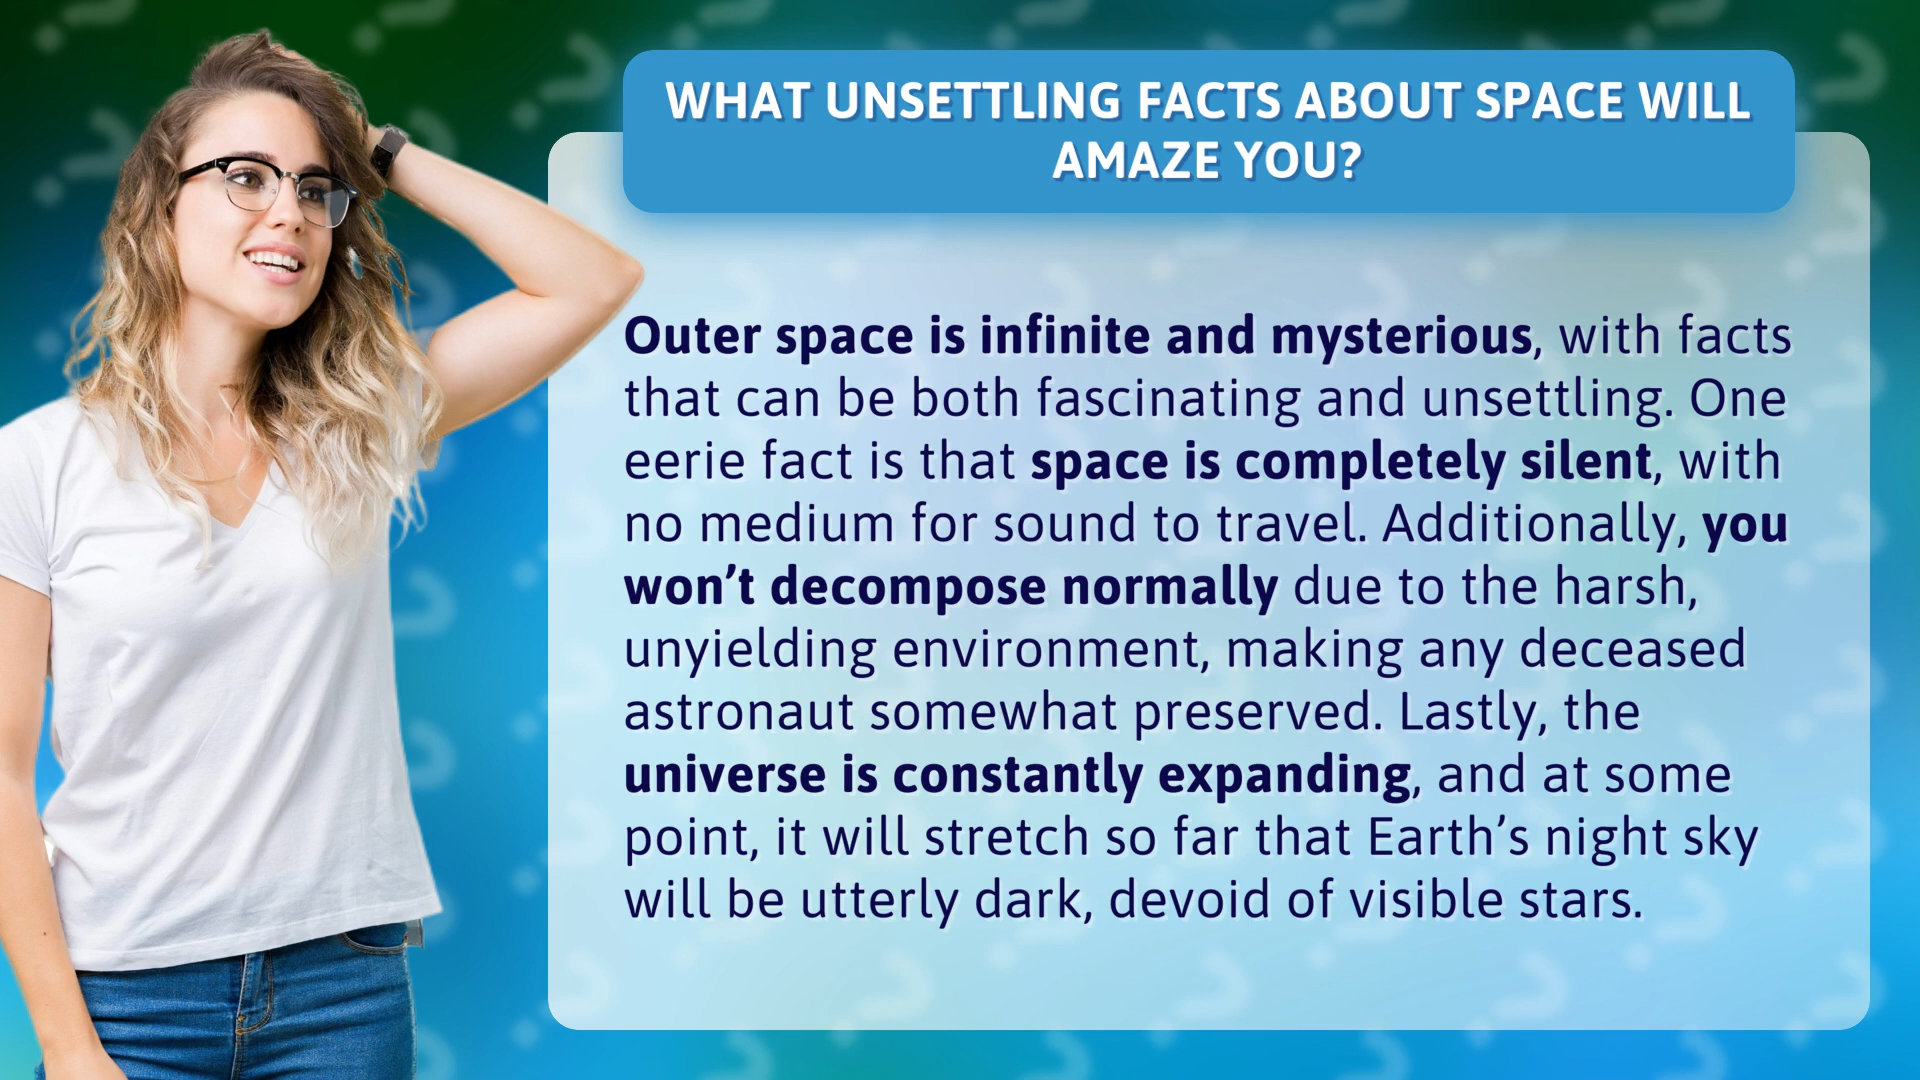 WHAT UNSETTLING FACTS ABOUT SPACE WILL
AMAZE YOU?
Outer space is infinite and mysterious, with facts
that can be both fascinating and unsettling. One
eerie fact is that space is completely silent, with
no medium for sound to travel. Additionally, you
won’t decompose normally due to the harsh,
unyielding environment, making any deceased
astronaut somewhat preserved. Lastly, the
universe is constantly expanding, and at some
point, it will stretch so far that Earth’s night sky
will be utterly dark, devoid of visible stars.